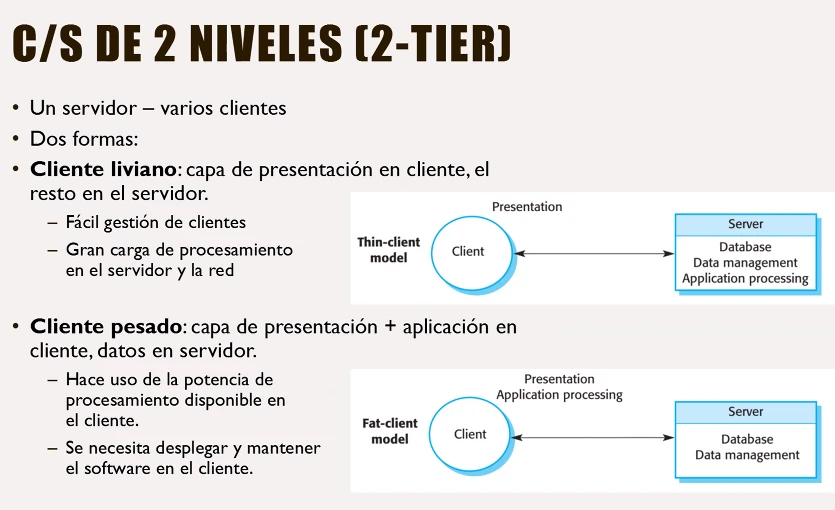 C/S DE 2 NIVELES (2-TIER)
• Un servidor – varios clientes
• Dos formas:
• Cliente liviano: capa de presentación en cliente, el
resto en el servidor.
– Fácil gestión de clientes
– Gran carga de procesamiento
en el servidor y la red
Presentation
Thin-client
model
Client
Server
Database
Data management
Application processing
• Cliente pesado: capa de presentación + aplicación en
cliente, datos en servidor.
– Hace uso de la potencia de
procesamiento disponible en
el cliente.
– Se necesita desplegar y mantener
el software en el cliente.
Presentation
Application processing
Fat-client
model
Client
Server
Database
Data management